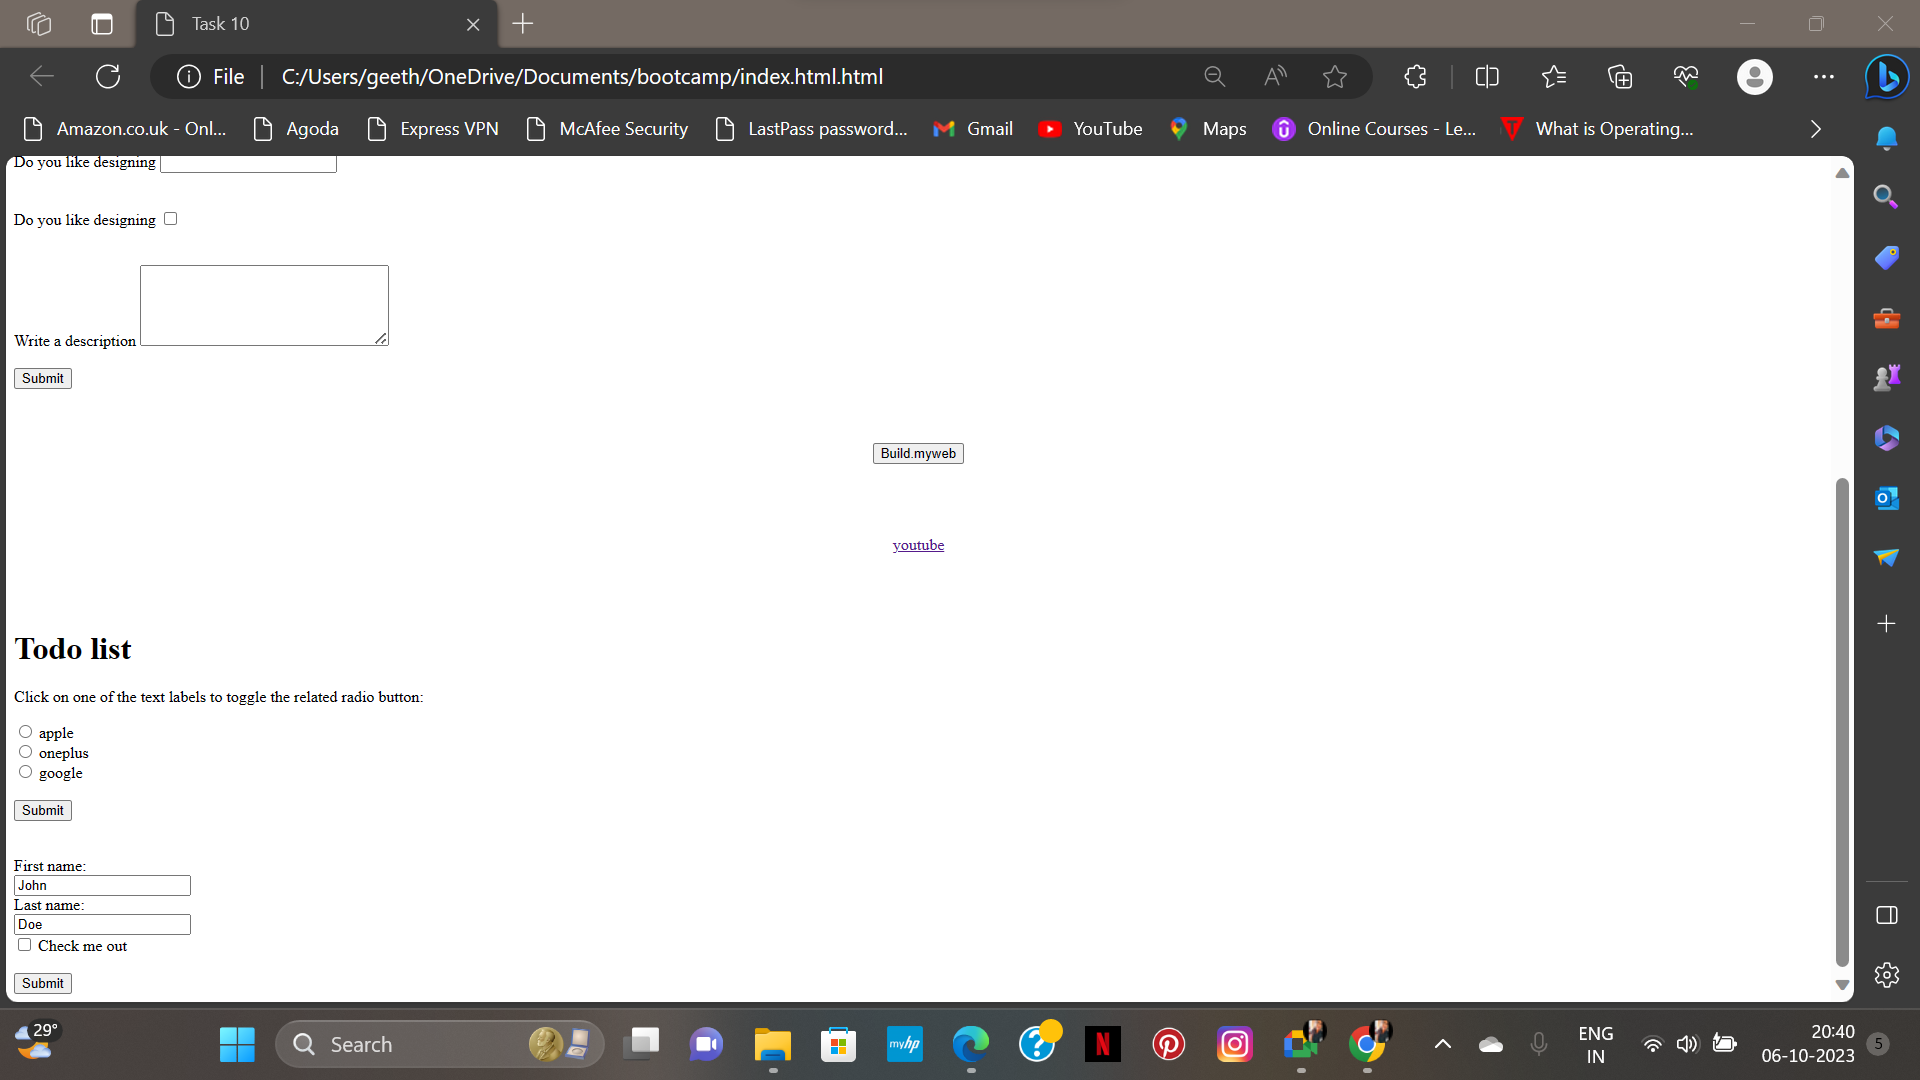 Task 10
File
C:/Users/geeth/OneDrive/Documents/bootcamp/index.html.html
Amazon.co.uk - Onl...
Agoda
Express VPN
McAfee Security
LastPass password...
Gmail
YouTube
Maps
Online Courses - Le...
What is Operating...
Do you like designing
Do you like designing
Write a description
Submit
Build.myweb
youtube
Todo list
Click on one of the text labels to toggle the related radio button:
apple
oneplus
google
Submit
First name:
John
Last name:
Doe
Check me out
Submit
29°
Search
myhp
ENG
IN
20:40
06-10-2023
5